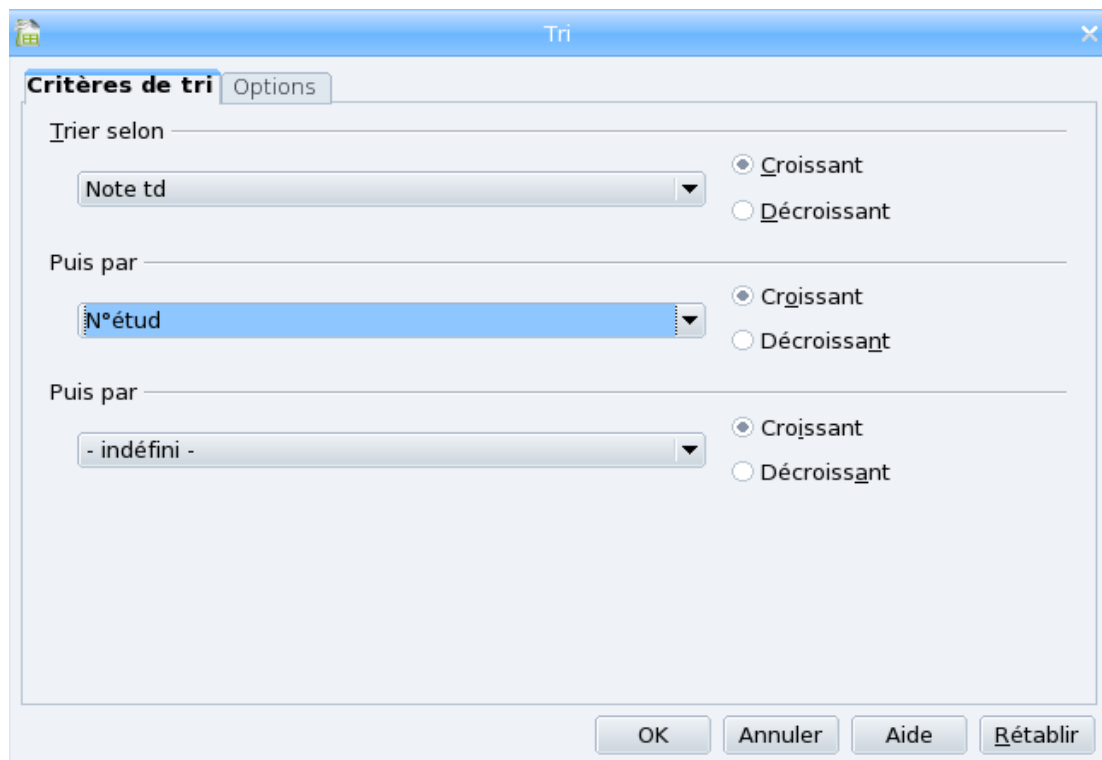 Tri
Critères de tri Options
Trier selon
Note td
Croissant
Décroissant
Puis par
N°étud
Croissant
Décroissant
Puis par
- indéfini -
Croissant
Décroissant
OK Annuler Aide Rétablir